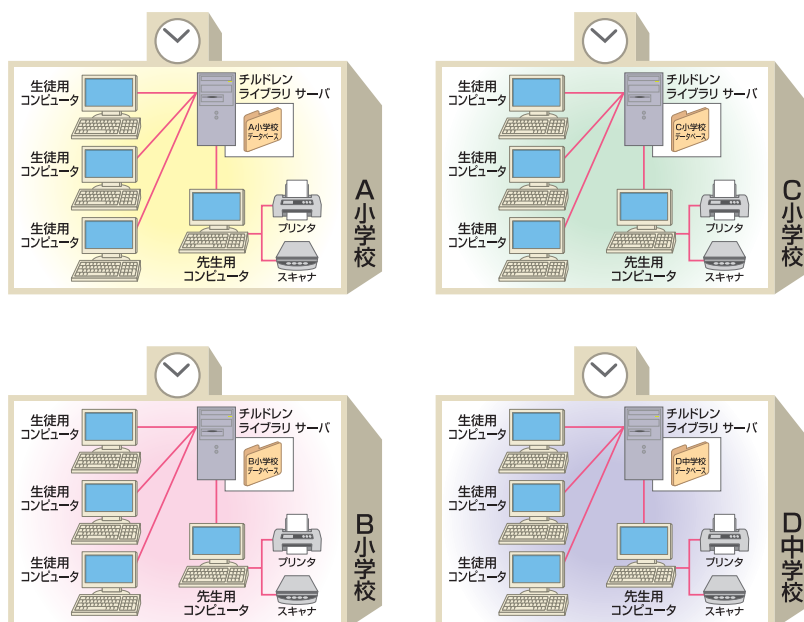 生徒用
コンピュータ
生徒用
コンピュータ
生徒用
コンピュータ
チルドレン
ライブラリ サーバ
A小学校
データベース
先生用
コンピュータ
プリンタ
スキャナ
A小学校
生徒用
コンピュータ
生徒用
コンピュータ
生徒用
コンピュータ
チルドレン
ライブラリ サーバ
C小学校
データベース
先生用
コンピュータ
プリンタ
スキャナ
C小学校
生徒用
コンピュータ
生徒用
コンピュータ
生徒用
コンピュータ
チルドレン
ライブラリ サーバ
B小学校
データベース
先生用
コンピュータ
プリンタ
スキャナ
B小学校
生徒用
コンピュータ
生徒用
コンピュータ
生徒用
コンピュータ
チルドレン
ライブラリ サーバ
D中学校
データベース
先生用
コンピュータ
プリンタ
スキャナ
D中学校